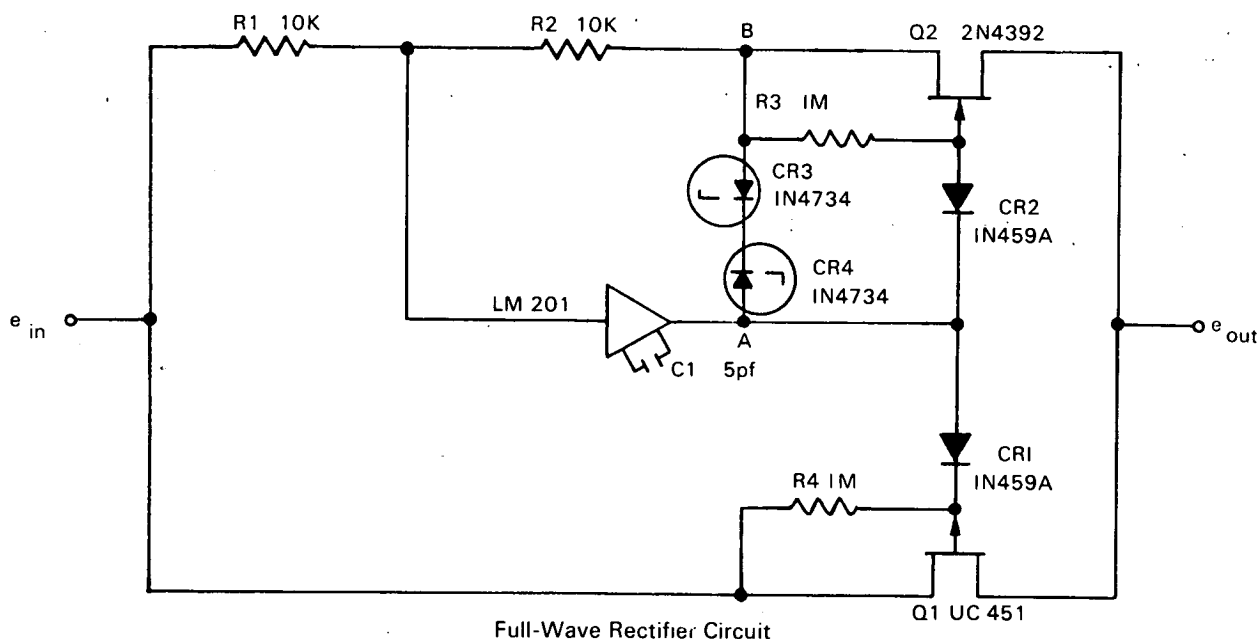 R1 10K
R2 10K
B
Q2 2N4392
R3 1M
CR3
IN4734
CR2
IN459A
CR4
IN4734
LM 201
e in
A
e out
C1 5pf
CR1
IN459A
R4 1M
Q1 UC 451
Full-Wave Rectifier Circuit